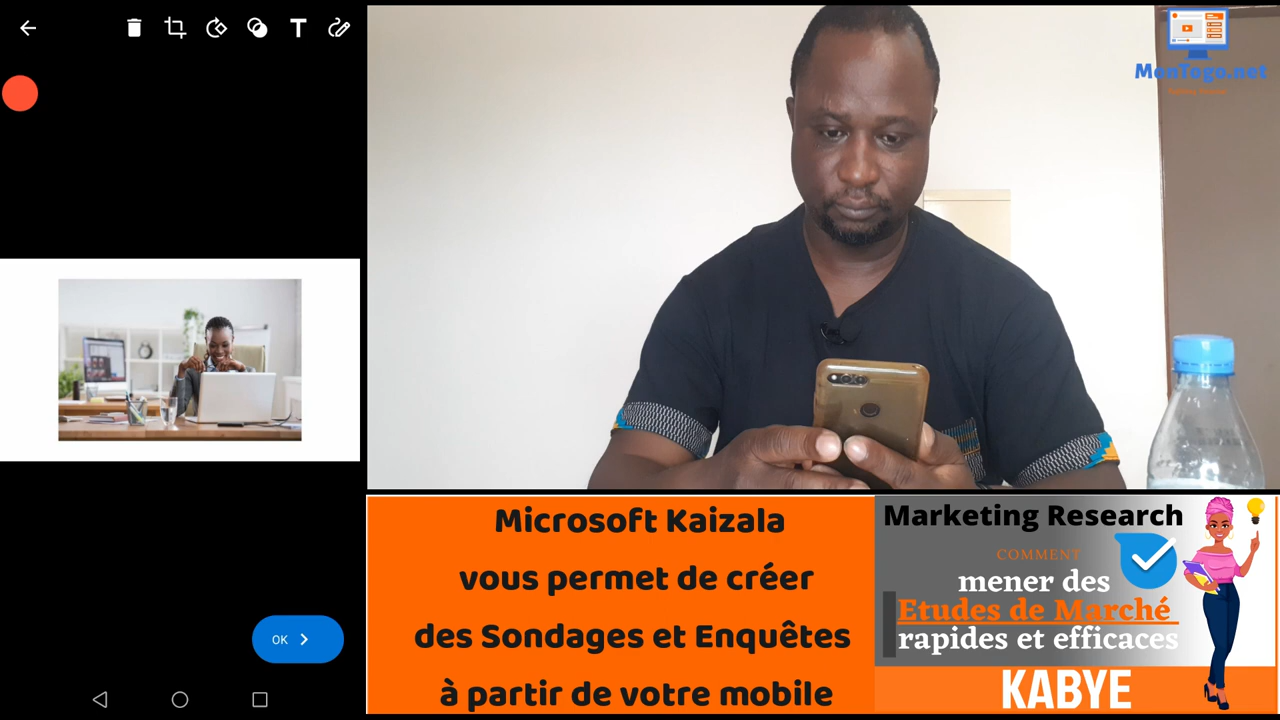 T
OK
MonTogo.net
Microsoft Kaizala
vous permet de créer
des Sondages et Enquêtes
à partir de votre mobile
Marketing Research
COMMENT
mener des
Etudes de Marché
rapides et efficaces
KABYE